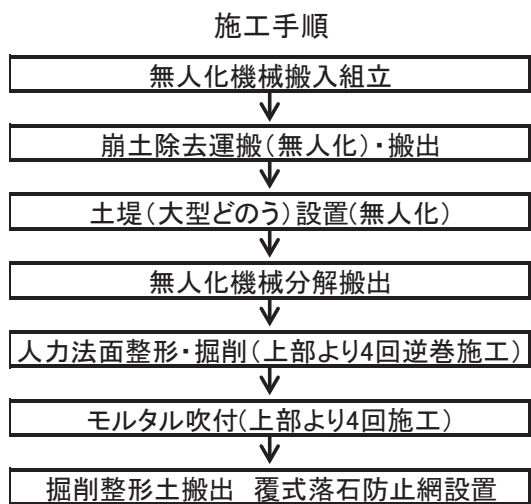 施工手順
無人化機械搬入組立
崩土除去運搬(無人化)・搬出
土堤(大型どのう)設置(無人化)
無人化機械分解搬出
人力法面整形・掘削(上部より4回逆巻施工)
モルタル吹付(上部より4回施工)
掘削整形土搬出　覆式落石防止網設置